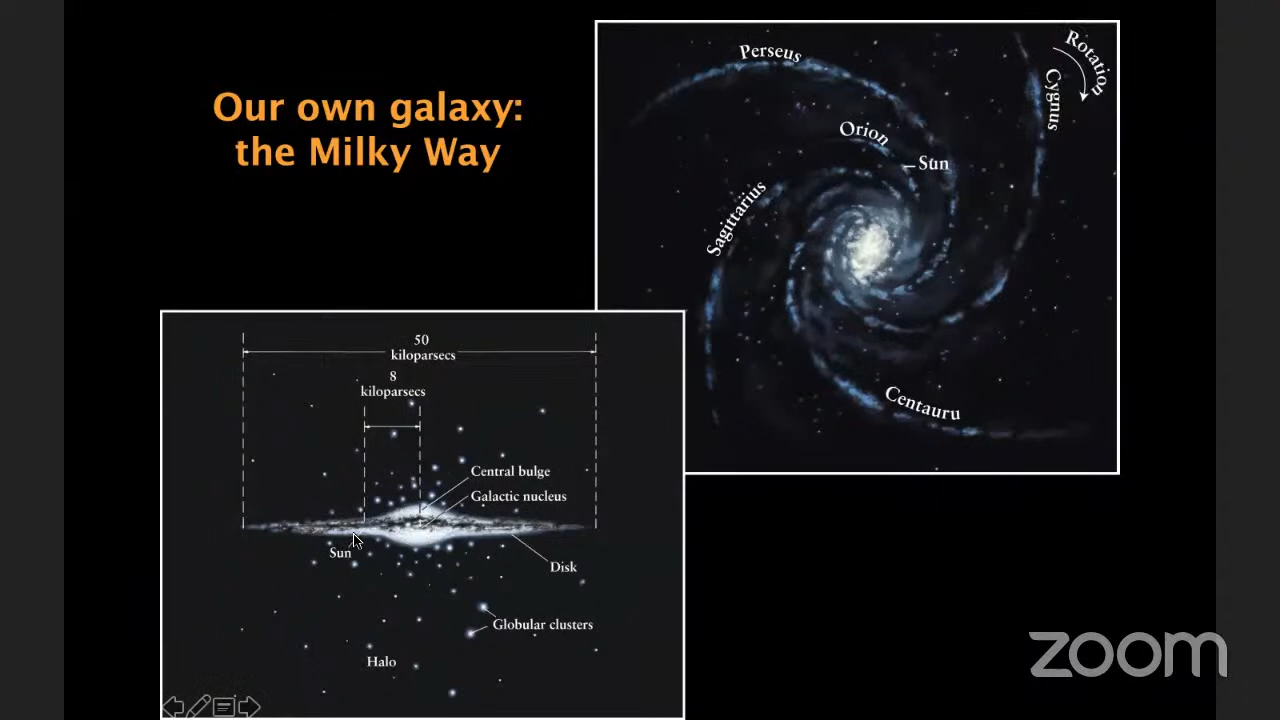 Our own galaxy:
the Milky Way
Perseus
Rotation
Cygnus
Orion
Sun
Sagittarius
Centauru
50
kiloparsecs
8
kiloparsecs
Central bulge
Galactic nucleus
Sun
Disk
Globular clusters
Halo
zoom